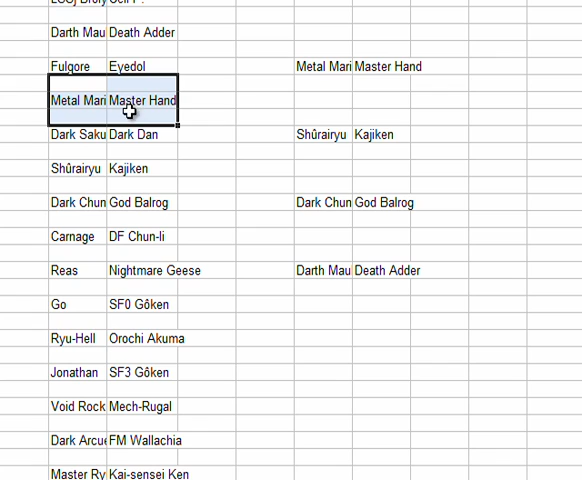 Darth Mau Death Adder
Fulgore Eyedol Metal Mari Master Hand
Metal Mari Master Hand
Dark Saku Dark Dan Shûrairyu Kajiken
Shûrairyu Kajiken
Dark Chun God Balrog Dark Chun God Balrog
Carnage DF Chun-li
Reas Nightmare Geese Darth Mau Death Adder
Go SF0 Gôken
Ryu-Hell Orochi Akuma
Jonathan SF3 Gôken
Void Rock Mech-Rugal
Dark Arcue FM Wallachia
Master Ry Kai-sensei Ken